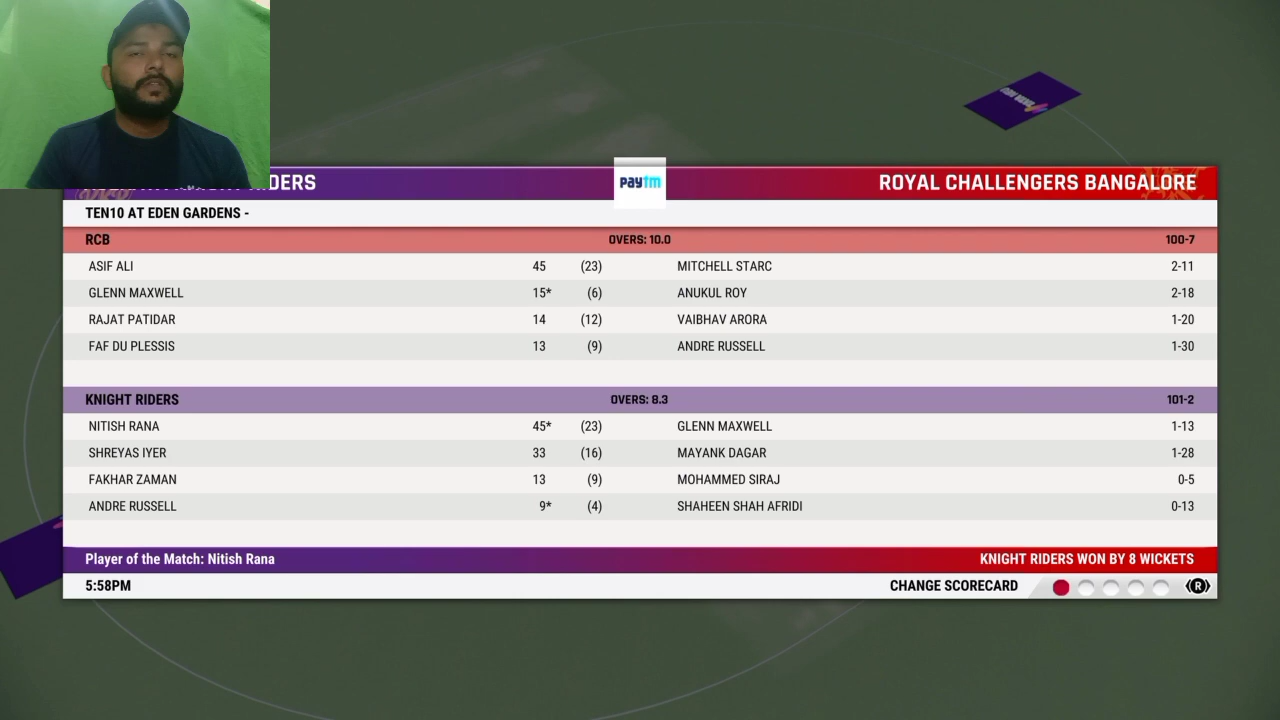 RIDERS
paytm
ROYAL CHALLENGERS BANGALORE
TEN10 AT EDEN GARDENS -
RCB OVERS: 10.0 100-7
ASIF ALI 45 (23) MITCHELL STARC 2-11
GLENN MAXWELL 15* (6) ANUKUL ROY 2-18
RAJAT PATIDAR 14 (12) VAIBHAV ARORA 1-20
FAF DU PLESSIS 13 (9) ANDRE RUSSELL 1-30
KNIGHT RIDERS OVERS: 8.3 101-2
NITISH RANA 45* (23) GLENN MAXWELL 1-13
SHREYAS IYER 33 (16) MAYANK DAGAR 1-28
FAKHAR ZAMAN 13 (9) MOHAMMED SIRAJ 0-5
ANDRE RUSSELL 9* (4) SHAHEEN SHAH AFRIDI 0-13
Player of the Match: Nitish Rana KNIGHT RIDERS WON BY 8 WICKETS
5:58PM CHANGE SCORECARD R